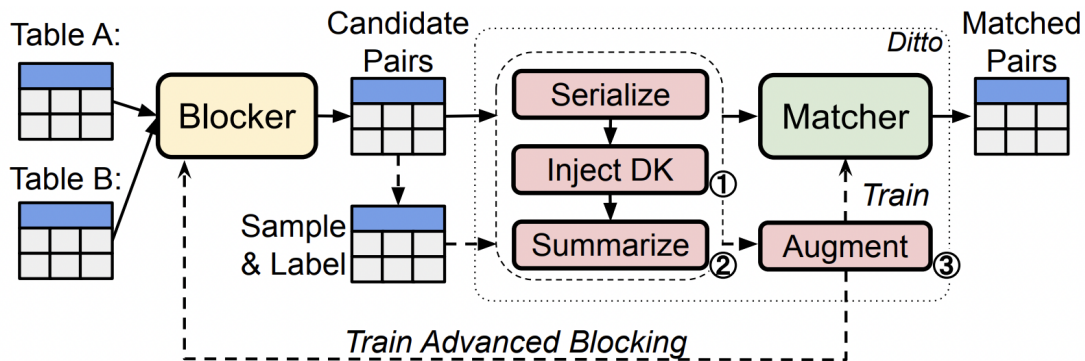 Table A:
Candidate
Pairs
Ditto
Matched
Pairs
Blocker
Serialize
Matcher
Inject DK
①
Table B:
Sample
& Label
Train
Summarize
②
Augment
③
Train Advanced Blocking